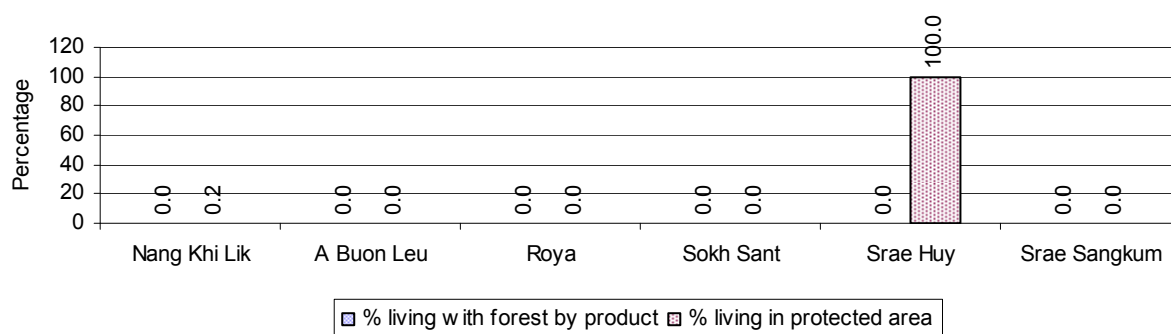 100.0
120
100
80
60
40
20
0
Percentage
0.0 0.2 0.0 0.0 0.0 0.0 0.0 0.0 0.0 0.0 0.0
Nang Khi Lik A Buon Leu Roya Sokh Sant Srae Huy Srae Sangkum
% living with forest by product % living in protected area